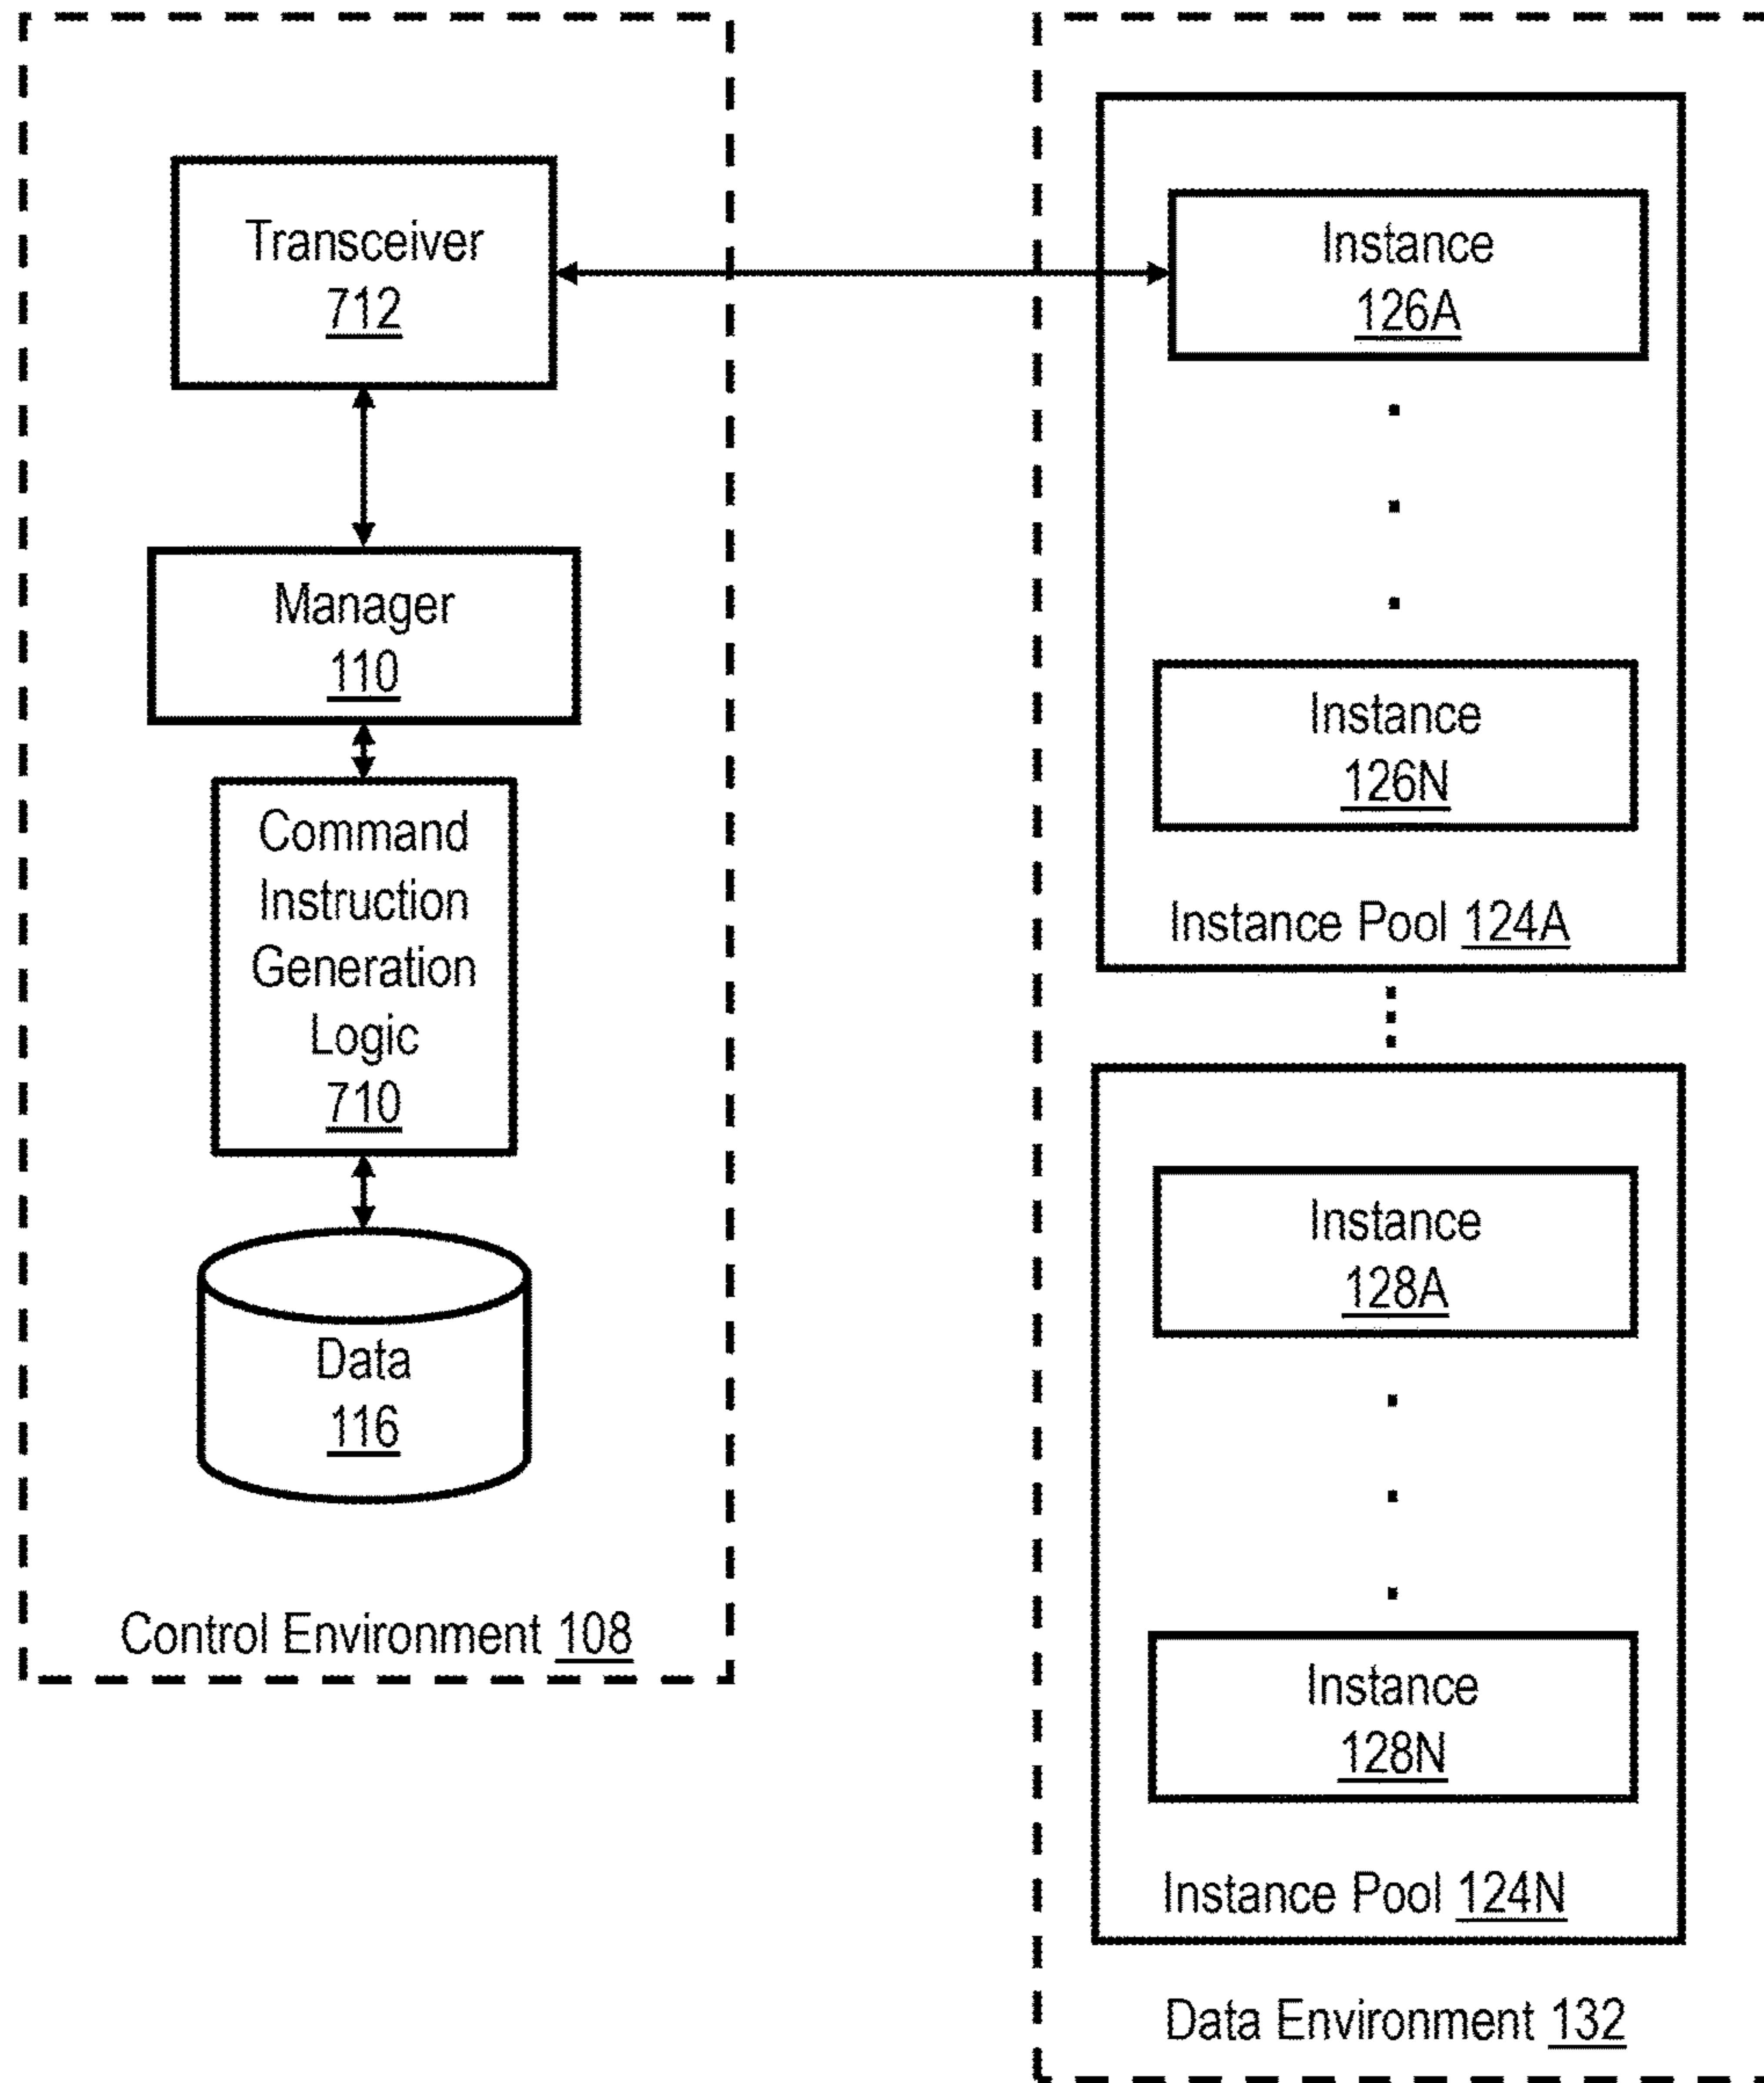 Transceiver
712
Manager
110
Command
Instruction
Generation
Logic
710
Data
116
Control Environment 108
Instance
126A
Instance
126N
Instance Pool 124A
Instance
128A
Instance
128N
Instance Pool 124N
Data Environment 132